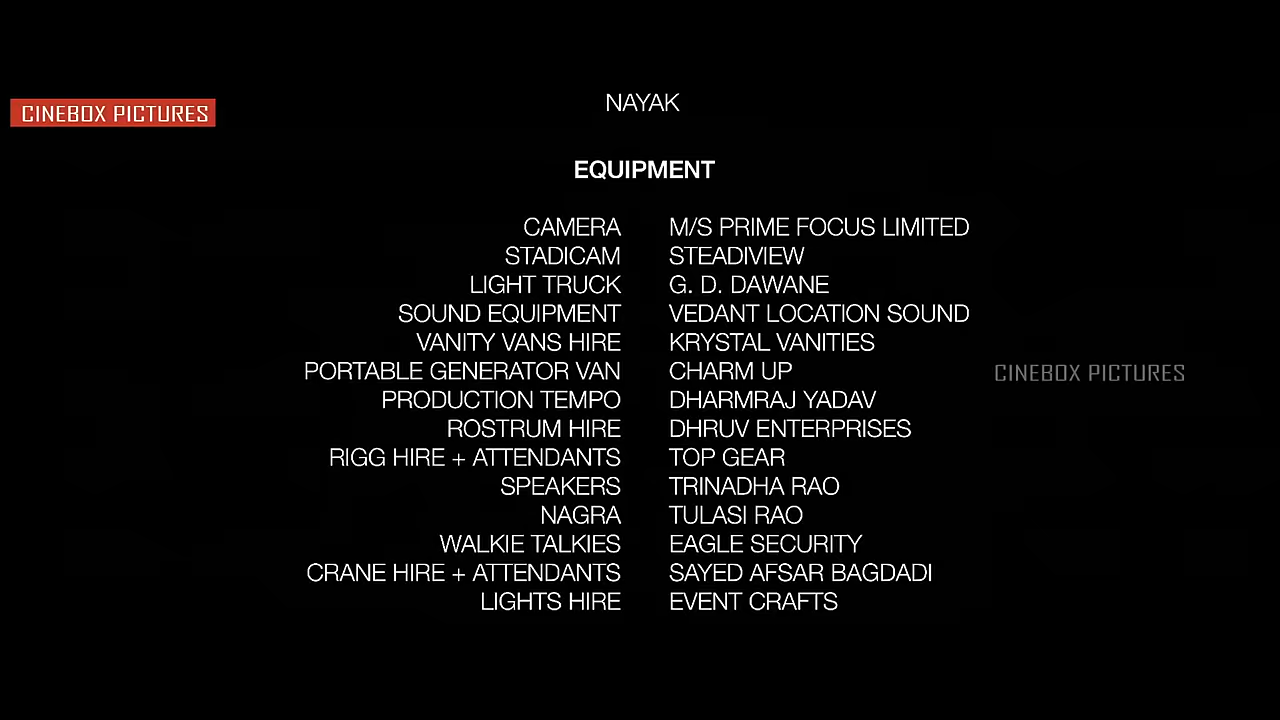 NAYAK
CINEBOX PICTURES
EQUIPMENT
CAMERA M/S PRIME FOCUS LIMITED
STADICAM STEADIVIEW
LIGHT TRUCK G. D. DAWANE
SOUND EQUIPMENT VEDANT LOCATION SOUND
VANITY VANS HIRE KRYSTAL VANITIES
PORTABLE GENERATOR VAN CHARM UP
CINEBOX PICTURES
PRODUCTION TEMPO DHARMRAJ YADAV
ROSTRUM HIRE DHRUV ENTERPRISES
RIGG HIRE + ATTENDANTS TOP GEAR
SPEAKERS TRINADHA RAO
NAGRA TULASI RAO
WALKIE TALKIES EAGLE SECURITY
CRANE HIRE + ATTENDANTS SAYED AFSAR BAGDADI
LIGHTS HIRE EVENT CRAFTS